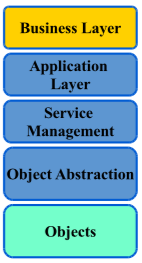 Business Layer
Application
Layer
Service
Management
Object Abstraction
Objects